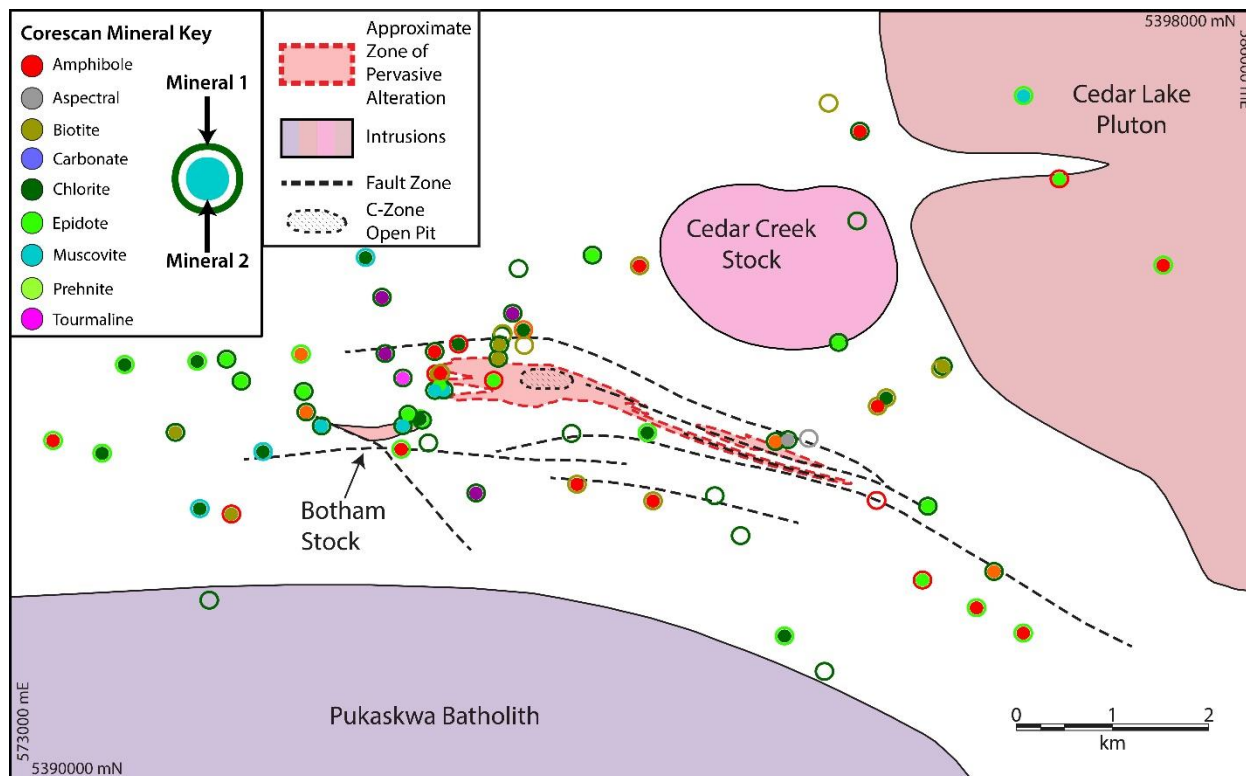 Corescan Mineral Key
Amphibole
Aspectral
Biotite
Carbonate
Chlorite
Epidote
Muscovite
Prehnite
Tourmaline
Mineral 1
Mineral 2
Approximate
Zone of
Pervasive
Alteration
Intrusions
Fault Zone
C-Zone
Open Pit
5398000 mN
588000 mE
Cedar Lake
Pluton
Cedar Creek
Stock
Botham
Stock
Pukaskwa Batholith
573000 mE
5390000 mN
0 1 2
km